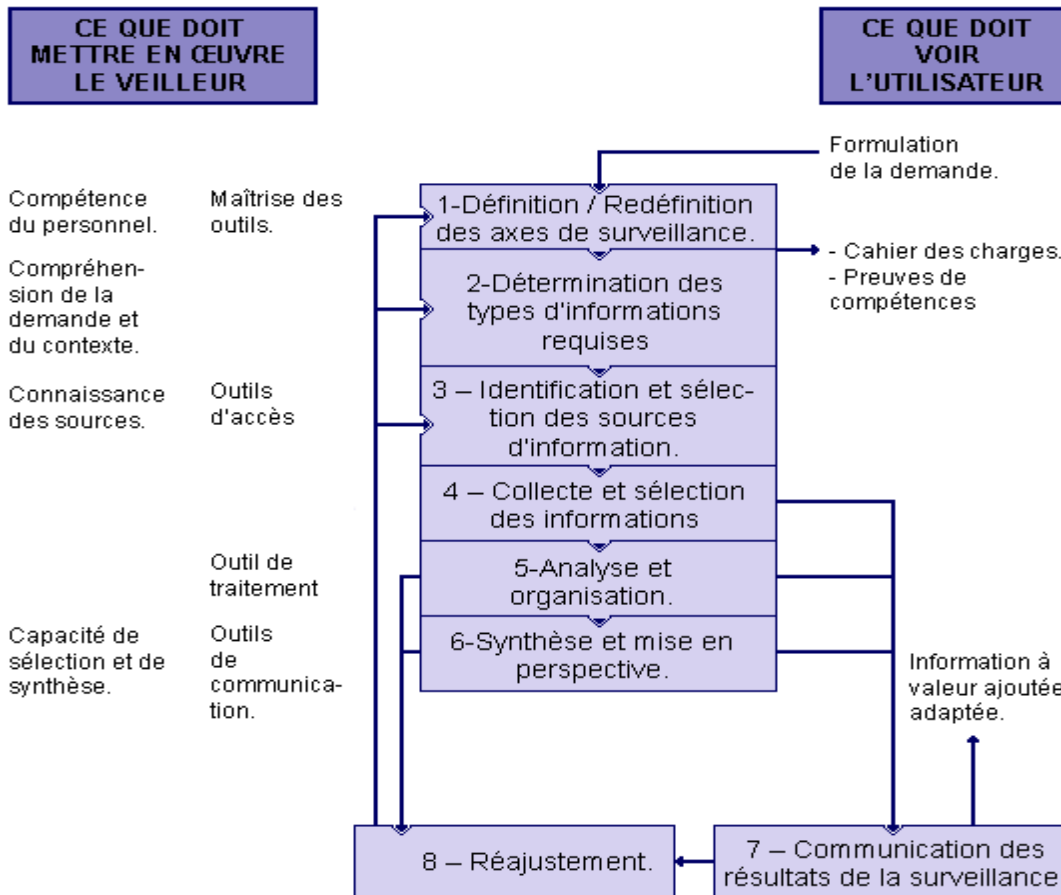 CE QUE DOIT
METTRE EN ŒUVRE
LE VEILLEUR
CE QUE DOIT
VOIR
L'UTILISATEUR
Formulation
de la demande.
Compétence
du personnel.
Maîtrise des
outils.
1-Définition / Redéfinition
des axes de surveillance.
- Cahier des charges.
- Preuves de
compétences
Compréhen-
sion de la
demande et
du contexte.
2-Détermination des
types d'informations
requises
Connaissance
des sources.
Outils
d'accès
3 – Identification et sélec-
tion des sources
d'information.
4 – Collecte et sélection
des informations
Outil de
traitement
5-Analyse et
organisation.
Capacité de
sélection et de
synthèse.
Outils
de
communica-
tion.
6-Synthèse et mise en
perspective.
Information à
valeur ajoutée
adaptée.
8 – Réajustement.
7 – Communication des
résultats de la surveillance